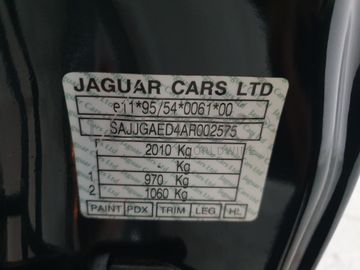 JAGUAR CARS LTD
e11*95/54*0061*00
SAJJGAED4AR002575
2010 Kg
Kg
1 970 Kg
2 1060 Kg
PAINT PDX TRIM LEG HL